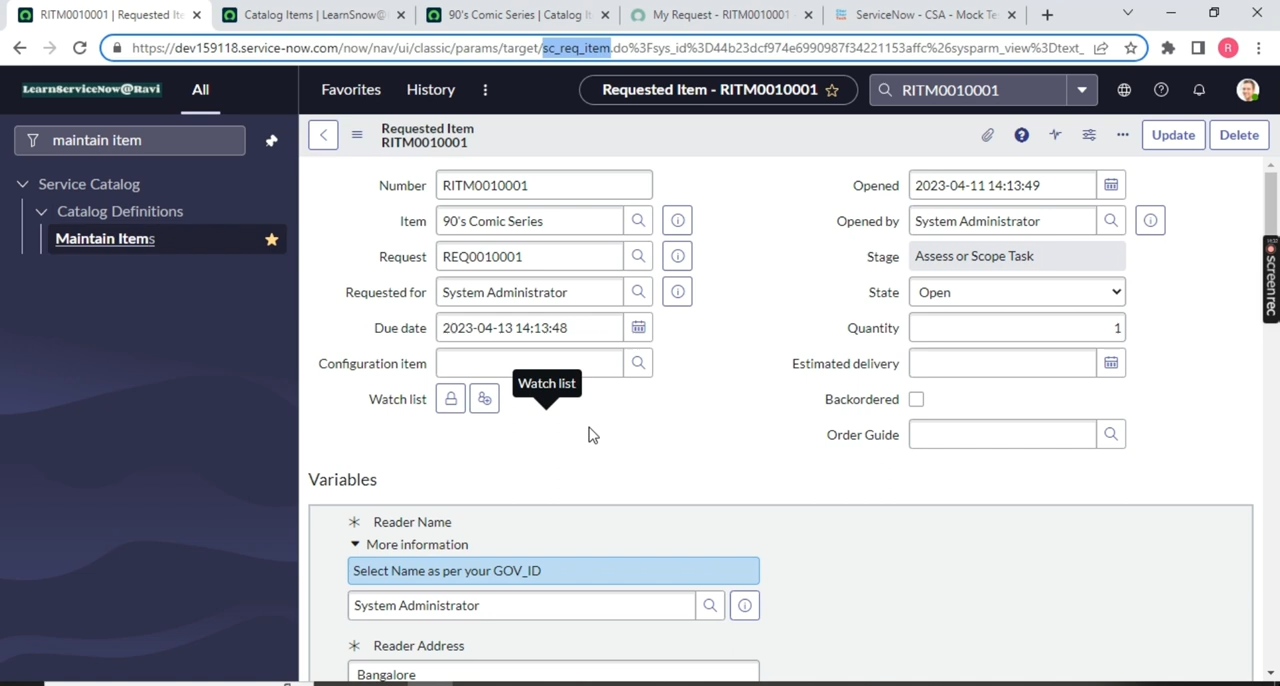 RITM0010001 | Requested Ite
Catalog Items | LearnSnow@
90's Comic Series | Catalog It
My Request - RITM0010001 -
ServiceNow - CSA - Mock Te
https://dev159118.service-now.com/now/nav/ui/classic/params/target/sc_req_item.do%3Fsys_id%3D44b23dcf974e6990987f34221153affc%26sysparm_view%3Dtext_
R
LearnServiceNow@Ravi
All
Favorites
History
Requested Item - RITM0010001
RITM0010001
maintain item
Service Catalog
Catalog Definitions
Maintain Items
Requested Item
RITM0010001
Update
Delete
Number RITM0010001
Opened 2023-04-11 14:13:49
Item 90's Comic Series
Opened by System Administrator
Request REQ0010001
Stage Assess or Scope Task
Requested for System Administrator
State Open
Due date 2023-04-13 14:13:48
Quantity 1
Configuration item
Estimated delivery
Watch list
Watch list
Backordered
Order Guide
Variables
Reader Name
More information
Select Name as per your GOV_ID
System Administrator
Reader Address
Bangalore
screenrec